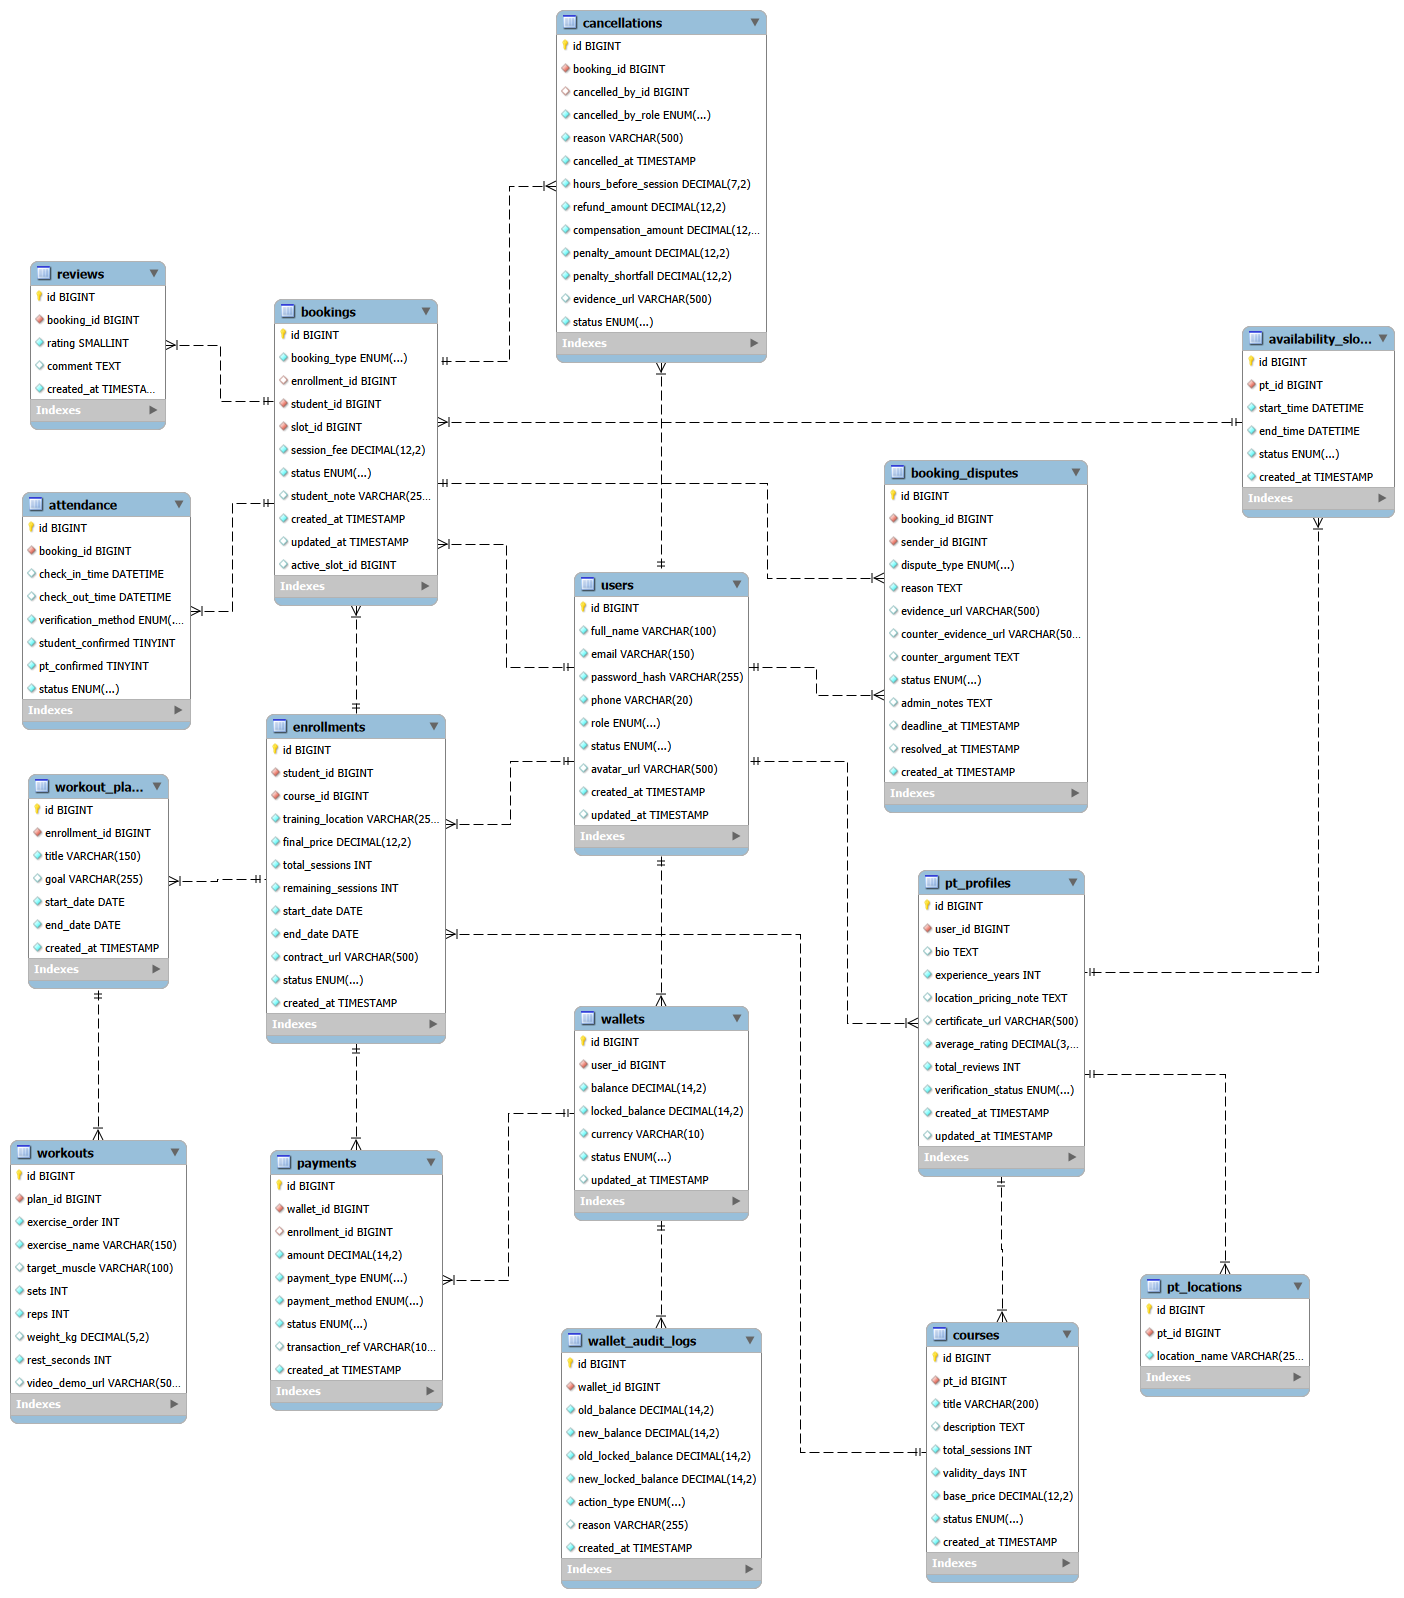 cancellations
id BIGINT
booking_id BIGINT
cancelled_by_id BIGINT
cancelled_by_role ENUM(...)
reason VARCHAR(500)
cancelled_at TIMESTAMP
hours_before_session DECIMAL(7,2)
refund_amount DECIMAL(12,2)
compensation_amount DECIMAL(12,...
penalty_amount DECIMAL(12,2)
penalty_shortfall DECIMAL(12,2)
evidence_url VARCHAR(500)
status ENUM(...)
Indexes
reviews
id BIGINT
booking_id BIGINT
rating SMALLINT
comment TEXT
created_at TIMESTA...
Indexes
bookings
id BIGINT
booking_type ENUM(...)
enrollment_id BIGINT
student_id BIGINT
slot_id BIGINT
session_fee DECIMAL(12,2)
status ENUM(...)
student_note VARCHAR(25...
created_at TIMESTAMP
updated_at TIMESTAMP
active_slot_id BIGINT
Indexes
availability_slo...
id BIGINT
pt_id BIGINT
start_time DATETIME
end_time DATETIME
status ENUM(...)
created_at TIMESTAMP
Indexes
attendance
id BIGINT
booking_id BIGINT
check_in_time DATETIME
check_out_time DATETIME
verification_method ENUM(...
student_confirmed TINYINT
pt_confirmed TINYINT
status ENUM(...)
Indexes
booking_disputes
id BIGINT
booking_id BIGINT
sender_id BIGINT
dispute_type ENUM(...)
reason TEXT
evidence_url VARCHAR(500)
counter_evidence_url VARCHAR(50...
counter_argument TEXT
status ENUM(...)
admin_notes TEXT
deadline_at TIMESTAMP
resolved_at TIMESTAMP
created_at TIMESTAMP
Indexes
users
id BIGINT
full_name VARCHAR(100)
email VARCHAR(150)
password_hash VARCHAR(255)
phone VARCHAR(20)
role ENUM(...)
status ENUM(...)
avatar_url VARCHAR(500)
created_at TIMESTAMP
updated_at TIMESTAMP
Indexes
enrollments
id BIGINT
student_id BIGINT
course_id BIGINT
training_location VARCHAR(25...
final_price DECIMAL(12,2)
total_sessions INT
remaining_sessions INT
start_date DATE
end_date DATE
contract_url VARCHAR(500)
status ENUM(...)
created_at TIMESTAMP
Indexes
workout_pla...
id BIGINT
enrollment_id BIGINT
title VARCHAR(150)
goal VARCHAR(255)
start_date DATE
end_date DATE
created_at TIMESTAMP
Indexes
pt_profiles
id BIGINT
user_id BIGINT
bio TEXT
experience_years INT
location_pricing_note TEXT
certificate_url VARCHAR(500)
average_rating DECIMAL(3,...
total_reviews INT
verification_status ENUM(...)
created_at TIMESTAMP
updated_at TIMESTAMP
Indexes
wallets
id BIGINT
user_id BIGINT
balance DECIMAL(14,2)
locked_balance DECIMAL(14,2)
currency VARCHAR(10)
status ENUM(...)
updated_at TIMESTAMP
Indexes
workouts
id BIGINT
plan_id BIGINT
exercise_order INT
exercise_name VARCHAR(150)
target_muscle VARCHAR(100)
sets INT
reps INT
weight_kg DECIMAL(5,2)
rest_seconds INT
video_demo_url VARCHAR(50...
Indexes
payments
id BIGINT
wallet_id BIGINT
enrollment_id BIGINT
amount DECIMAL(14,2)
payment_type ENUM(...)
payment_method ENUM(...)
status ENUM(...)
transaction_ref VARCHAR(10...
created_at TIMESTAMP
Indexes
wallet_audit_logs
id BIGINT
wallet_id BIGINT
old_balance DECIMAL(14,2)
new_balance DECIMAL(14,2)
old_locked_balance DECIMAL(14,2)
new_locked_balance DECIMAL(14,2)
action_type ENUM(...)
reason VARCHAR(255)
created_at TIMESTAMP
Indexes
courses
id BIGINT
pt_id BIGINT
title VARCHAR(200)
description TEXT
total_sessions INT
validity_days INT
base_price DECIMAL(12,2)
status ENUM(...)
created_at TIMESTAMP
Indexes
pt_locations
id BIGINT
pt_id BIGINT
location_name VARCHAR(25...
Indexes